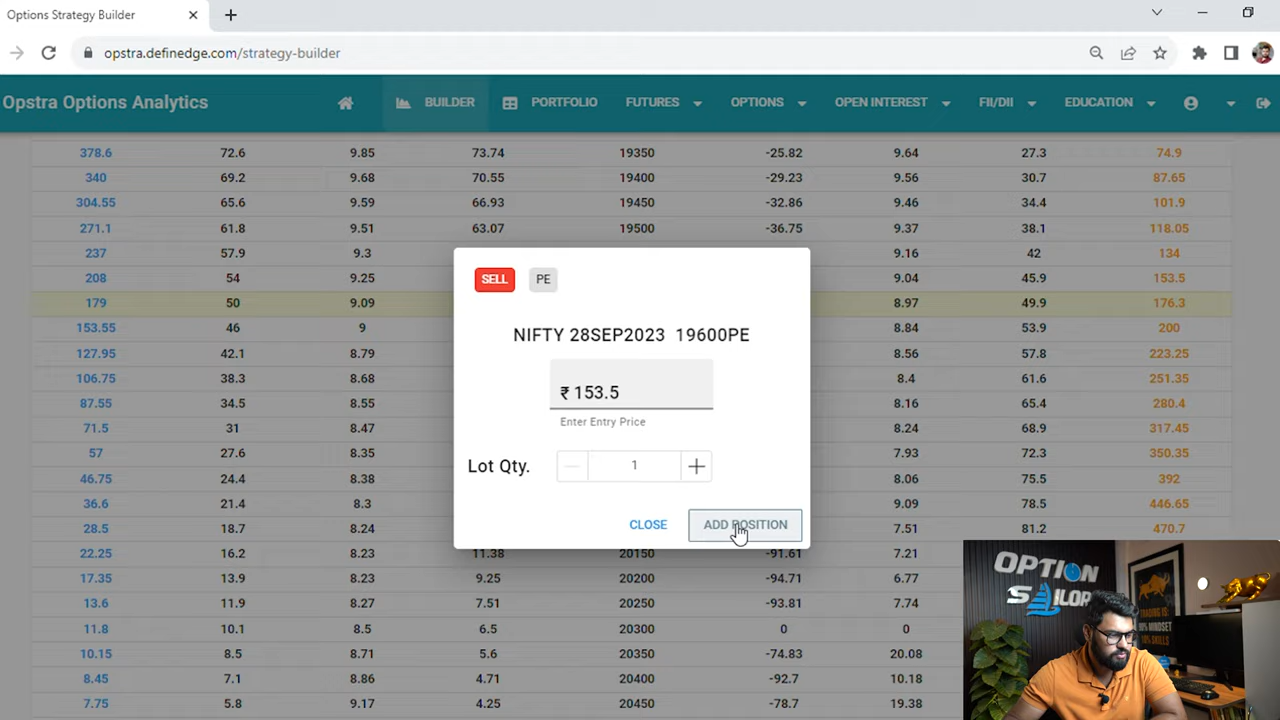 Options Strategy Builder
opstra.definedge.com/strategy-builder
Opstra Options Analytics BUILDER PORTFOLIO FUTURES OPTIONS OPEN INTEREST FII/DII EDUCATION
378.6 72.6 9.85 73.74 19350 -25.82 9.64 27.3 74.9
340 69.2 9.68 70.55 19400 -29.23 9.56 30.7 87.65
304.55 65.6 9.59 66.93 19450 -32.86 9.46 34.4 101.9
271.1 61.8 9.51 63.07 19500 -36.75 9.37 38.1 118.05
237 57.9 9.3 9.16 42 134
208 54 9.25 9.04 45.9 153.5
179 50 9.09 8.97 49.9 176.3
153.55 46 9 8.84 53.9 200
127.95 42.1 8.79 8.56 57.8 223.25
106.75 38.3 8.68 8.4 61.6 251.35
87.55 34.5 8.55 8.16 65.4 280.4
71.5 31 8.47 8.24 68.9 317.45
57 27.6 8.35 7.93 72.3 350.35
46.75 24.4 8.38 8.06 75.5 392
36.6 21.4 8.3 9.09 78.5 446.65
28.5 18.7 8.24 7.51 81.2 470.7
22.25 16.2 8.23 11.38 20150 -91.61 7.21
17.35 13.9 8.23 9.25 20200 -94.71 6.77
13.6 11.9 8.27 7.51 20250 -93.81 7.74
11.8 10.1 8.5 6.5 20300 0 0
10.15 8.5 8.71 5.6 20350 -74.83 20.08
8.45 7.1 8.86 4.71 20400 -92.7 10.18
7.75 5.8 9.17 4.25 20450 -78.7 19.38
SELL PE
NIFTY 28SEP2023 19600PE
₹ 153.5
Enter Entry Price
Lot Qty. 1
CLOSE ADD POSITION
OPTION
SAILOR
TRADING IS
90% MINDSET
10% SKILLS